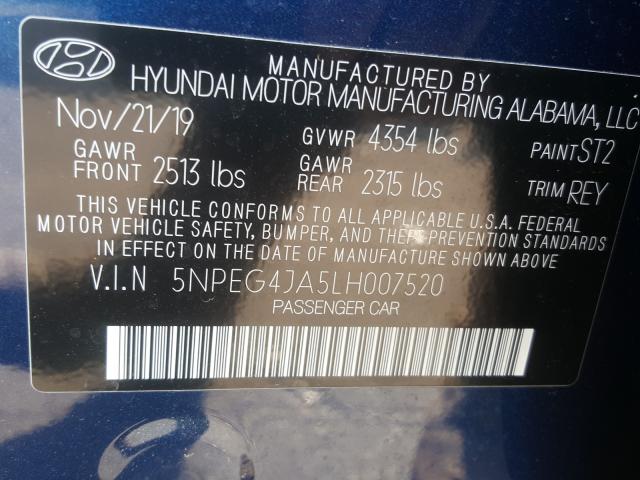 MANUFACTURED BY
HYUNDAI MOTOR MANUFACTURING ALABAMA, LLC
Nov/21/19 GVWR 4354 lbs PAINT ST2
GAWR FRONT 2513 lbs GAWR REAR 2315 lbs TRIM REY
THIS VEHICLE CONFORMS TO ALL APPLICABLE U.S.A. FEDERAL
MOTOR VEHICLE SAFETY, BUMPER, AND THEFT PREVENTION STANDARDS
IN EFFECT ON THE DATE OF MANUFACTURE SHOWN ABOVE
V.I.N 5NPEG4JA5LH007520
PASSENGER CAR